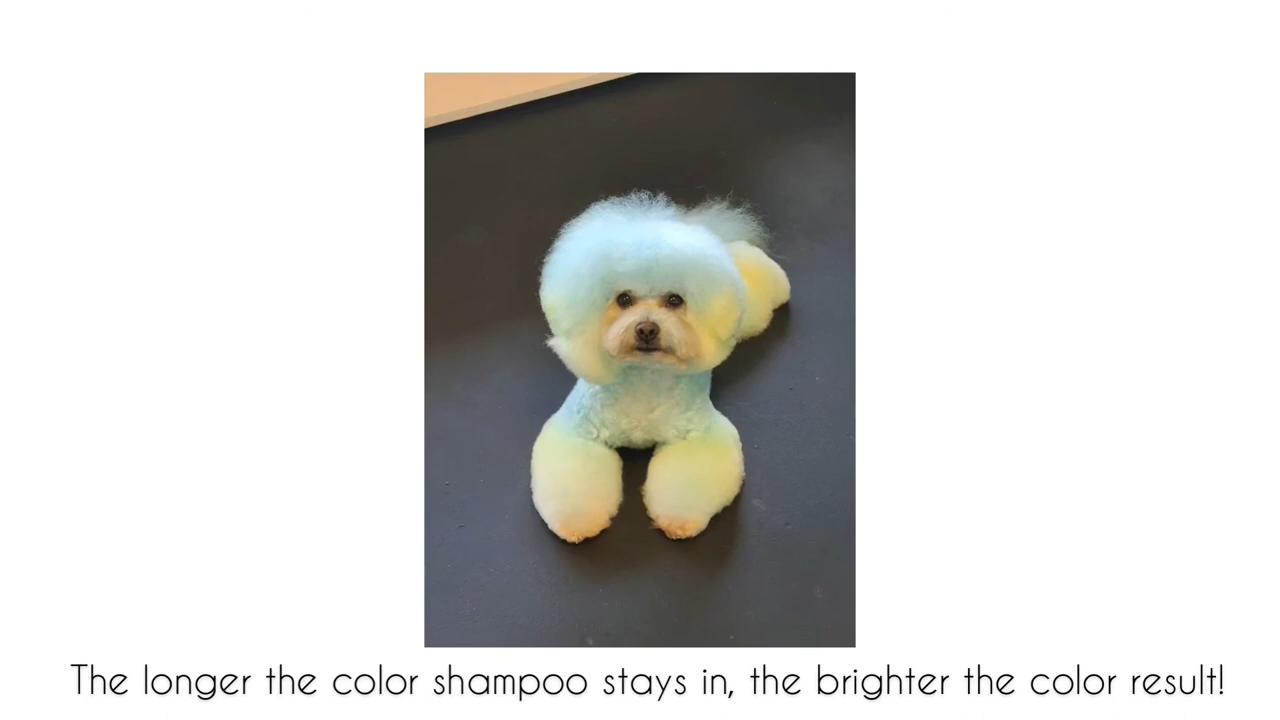 The longer the color shampoo stays in, the brighter the color result!